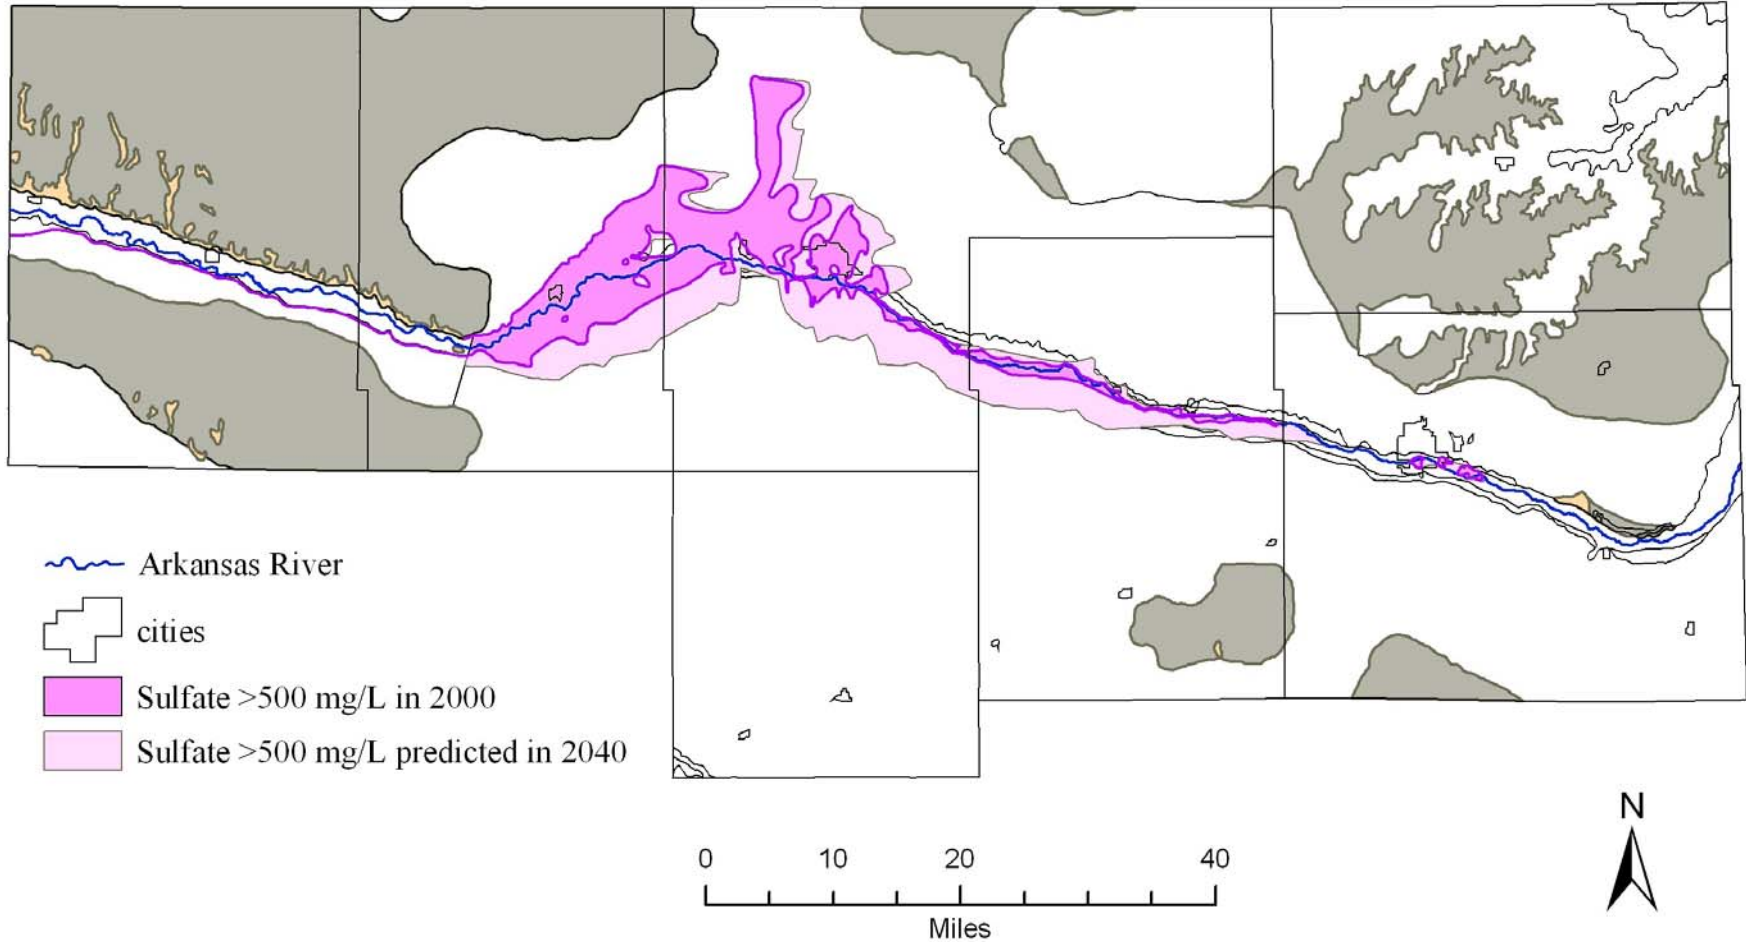 Arkansas River
cities
Sulfate >500 mg/L in 2000
Sulfate >500 mg/L predicted in 2040
0 10 20 40
Miles
N